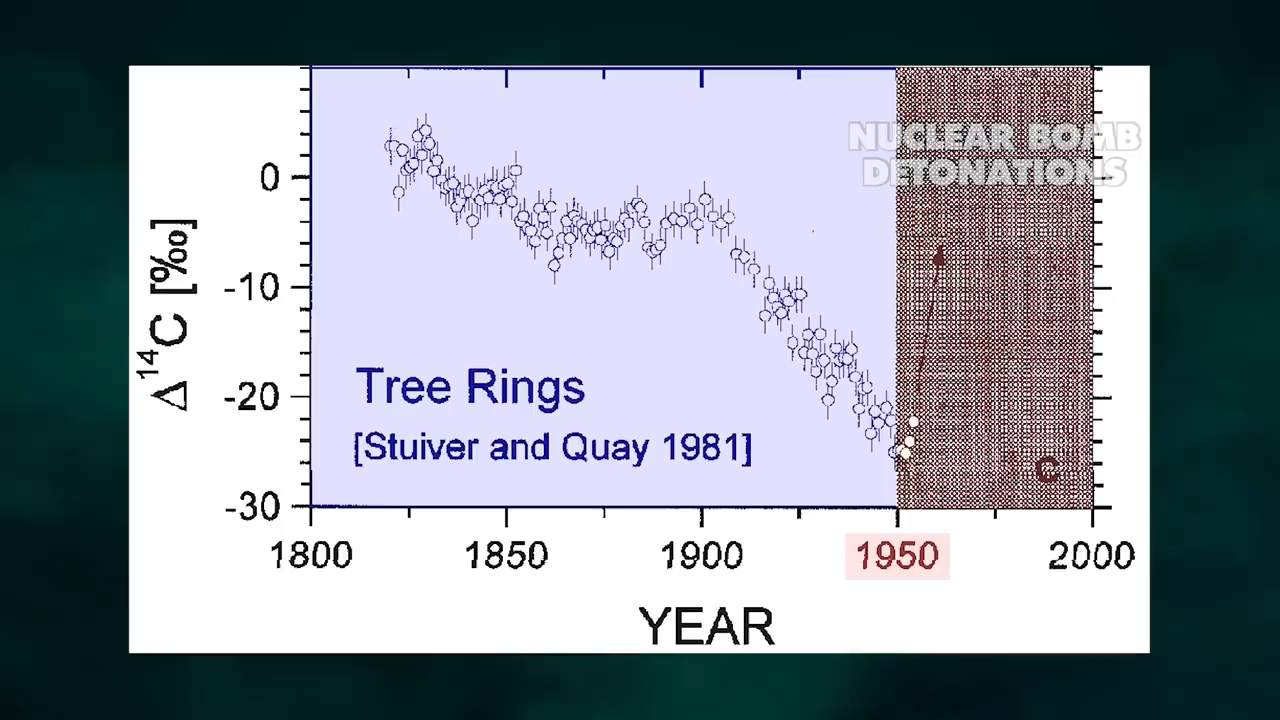 NUCLEAR BOMB
DETONATIONS
0
-10
-20
-30
Δ¹⁴C [‰]
Tree Rings
[Stuiver and Quay 1981]
C
1800
1850
1900
1950
2000
YEAR